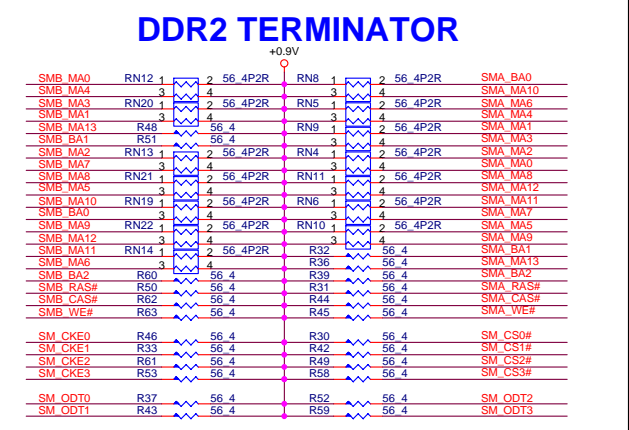 DDR2 TERMINATOR
+0.9V
SMB_MA0 RN12 1 2 56_4P2R RN8 1 2 56_4P2R SMA_BA0
SMB_MA4 3 4 3 4 SMA_MA10
SMB_MA3 RN20 1 2 56_4P2R RN5 1 2 56_4P2R SMA_MA6
SMB_MA1 3 4 3 4 SMA_MA4
SMB_MA13 R48 56_4 RN9 1 2 56_4P2R SMA_MA1
SMB_BA1 R51 56_4 3 4 SMA_MA3
SMB_MA2 RN13 1 2 56_4P2R RN4 1 2 56_4P2R SMA_MA2
SMB_MA7 3 4 3 4 SMA_MA0
SMB_MA8 RN21 1 2 56_4P2R RN11 1 2 56_4P2R SMA_MA8
SMB_MA5 3 4 3 4 SMA_MA12
SMB_MA10 RN19 1 2 56_4P2R RN6 1 2 56_4P2R SMA_MA11
SMB_BA0 3 4 3 4 SMA_MA7
SMB_MA9 RN22 1 2 56_4P2R RN10 1 2 56_4P2R SMA_MA5
SMB_MA12 3 4 3 4 SMA_MA9
SMB_MA11 RN14 1 2 56_4P2R R32 56_4 SMA_BA1
SMB_MA6 3 4 R36 56_4 SMA_MA13
SMB_BA2 R60 56_4 R39 56_4 SMA_BA2
SMB_RAS# R50 56_4 R31 56_4 SMA_RAS#
SMB_CAS# R62 56_4 R44 56_4 SMA_CAS#
SMB_WE# R63 56_4 R45 56_4 SMA_WE#
SM_CKE0 R46 56_4 R30 56_4 SM_CS0#
SM_CKE1 R33 56_4 R42 56_4 SM_CS1#
SM_CKE2 R61 56_4 R49 56_4 SM_CS2#
SM_CKE3 R53 56_4 R58 56_4 SM_CS3#
SM_ODT0 R37 56_4 R52 56_4 SM_ODT2
SM_ODT1 R43 56_4 R59 56_4 SM_ODT3